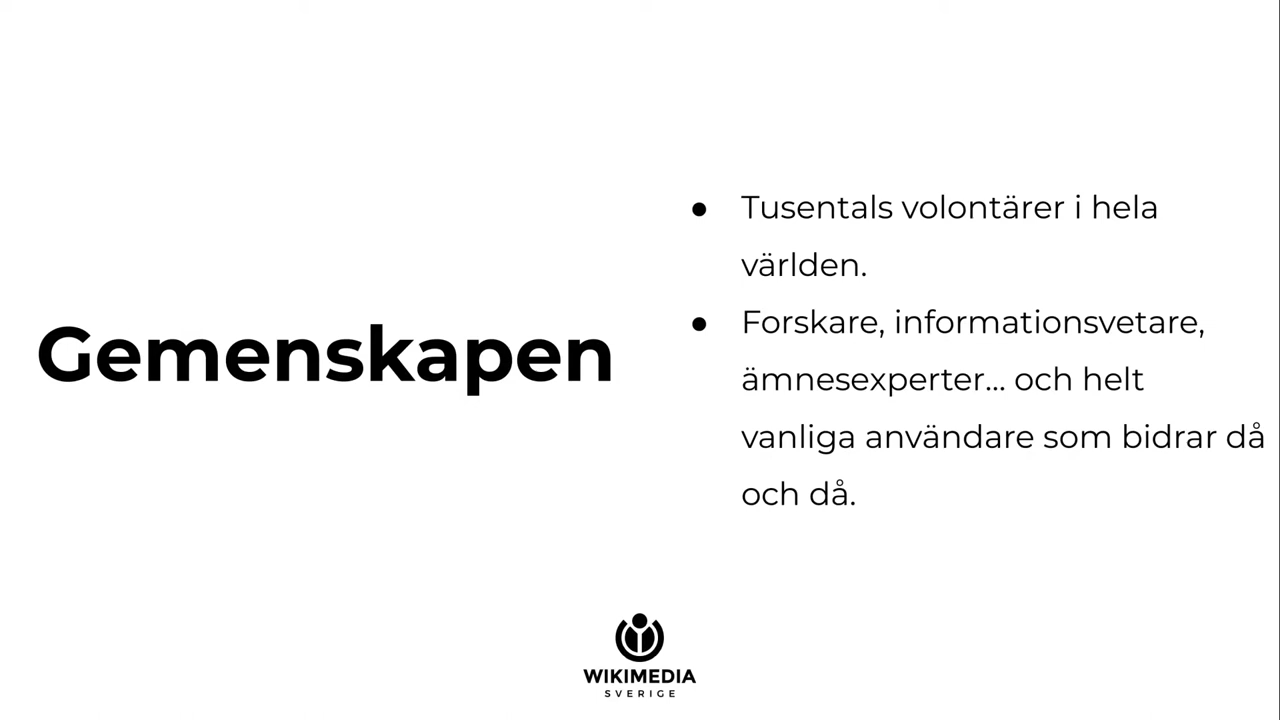 Gemenskapen
● Tusentals volontärer i hela
världen.
● Forskare, informationsvetare,
ämnesexperter... och helt
vanliga användare som bidrar då
och då.
WIKIMEDIA
SVERIGE